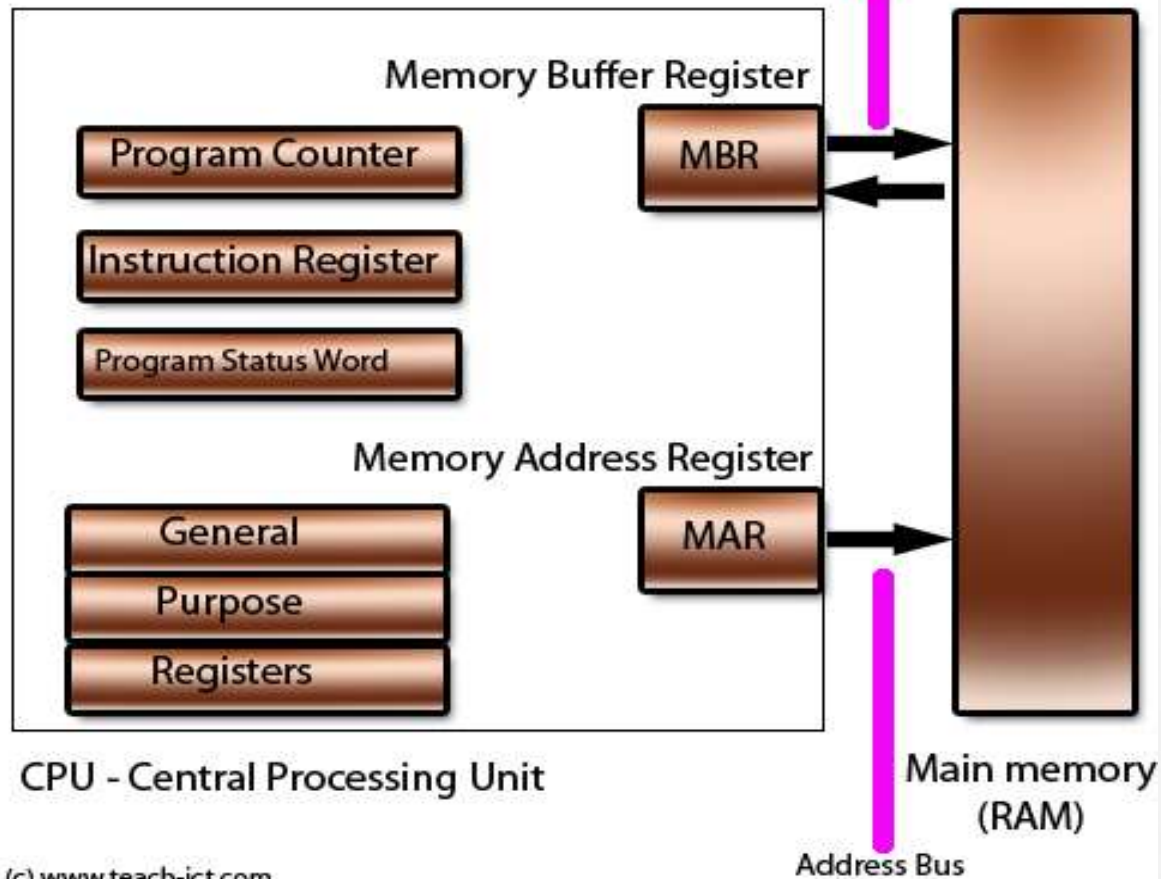 Memory Buffer Register
Program Counter
MBR
Instruction Register
Program Status Word
Memory Address Register
General
MAR
Purpose
Registers
CPU - Central Processing Unit
Main memory
(RAM)
Address Bus
(c) www.teach-ict.com